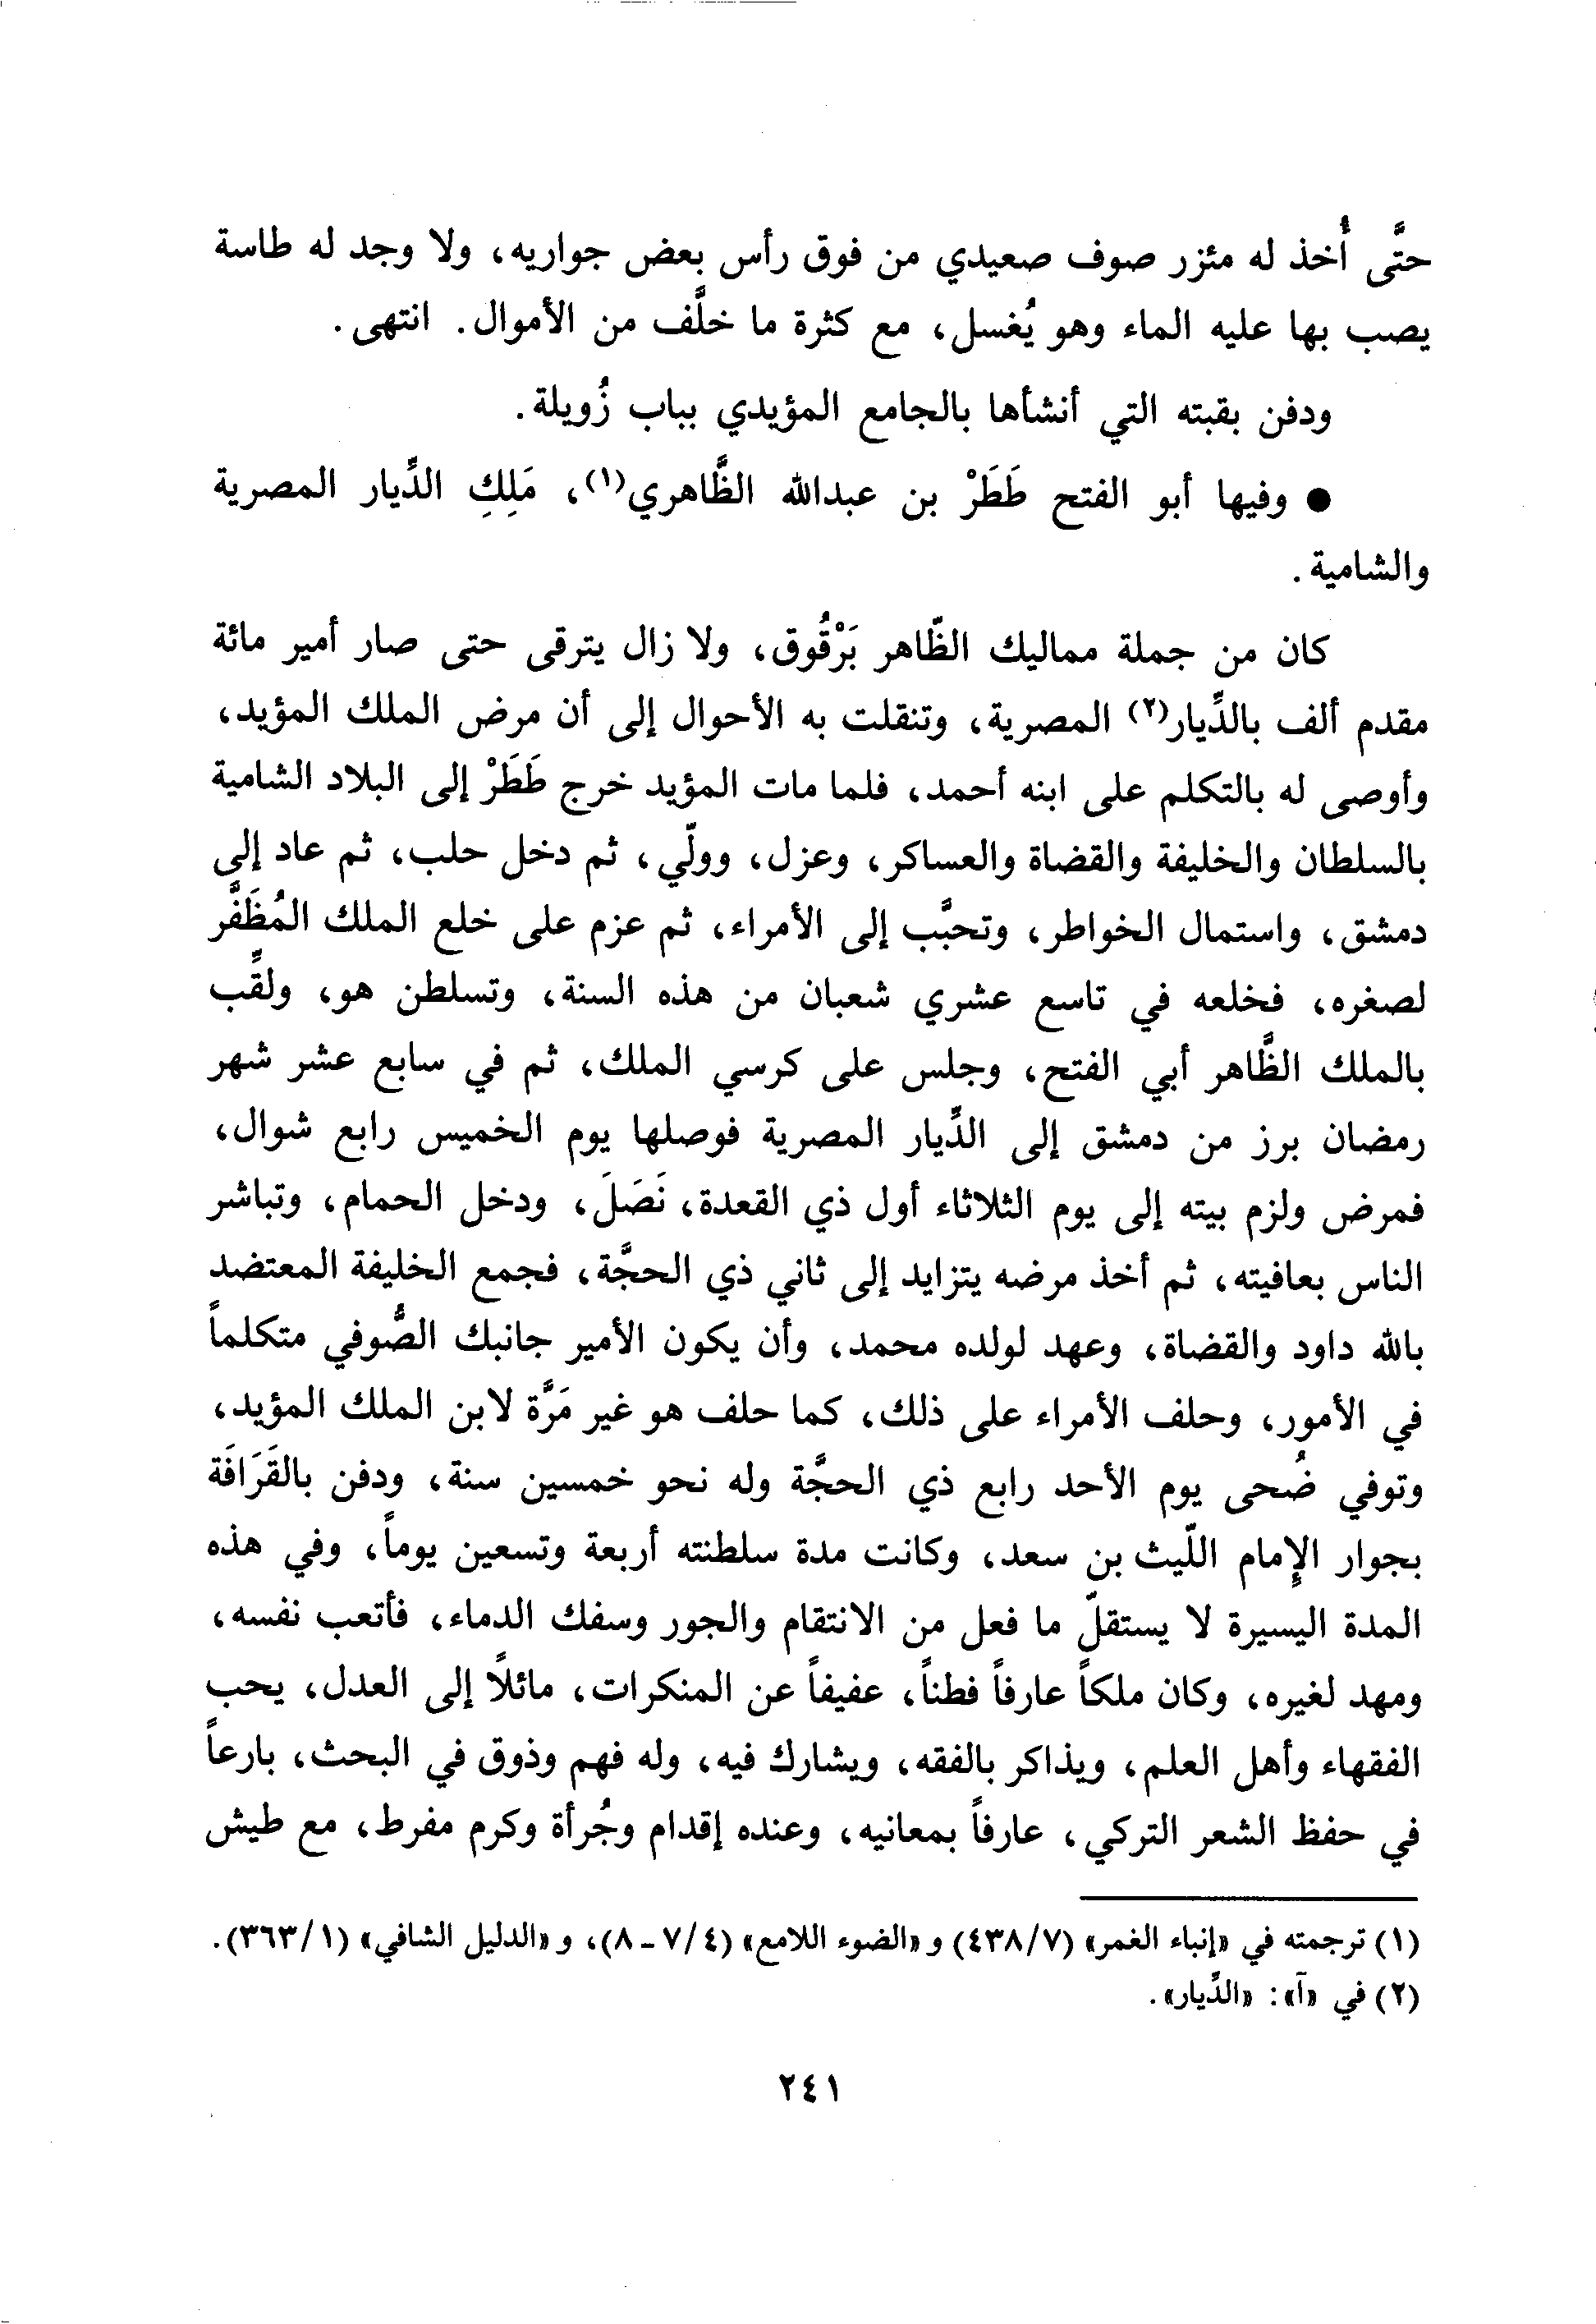 حتَّى أُخذ له مئزر صوف صعيدي من فوق رأس بعض جواريه، ولا وجد له طاسة
يصب بها عليه الماء وهو يُغسل، مع كثرة ما خلَّف من الأموال. انتهى.
ودفن بقبته التي أنشأها بالجامع المؤيدي بباب زُويلة.
● وفيها أبو الفتح طَطَرْ بن عبدالله الظَّاهري(١)، مَلِكِ الدِّيار المصرية
والشامية.
كان من جملة مماليك الظّاهر بَرْقُوق، ولا زال يترقى حتى صار أمير مائة
مقدم ألف بالدِّيار(٢) المصرية، وتنقلت به الأحوال إلى أن مرض الملك المؤيد،
وأوصى له بالتكلم على ابنه أحمد، فلما مات المؤيد خرج طَطَرْ إلى البلاد الشامية
بالسلطان والخليفة والقضاة والعساكر، وعزل، وولّي، ثم دخل حلب، ثم عاد إلى
دمشق، واستمال الخواطر، وتحبَّب إلى الأمراء، ثم عزم على خلع الملك المُظَفَّر
لصغره، فخلعه في تاسع عشري شعبان من هذه السنة، وتسلطن هو، ولقِّب
بالملك الظَّاهر أبي الفتح، وجلس على كرسي الملك، ثم في سابع عشر شهر
رمضان برز من دمشق إلى الدِّيار المصرية فوصلها يوم الخميس رابع شوال،
فمرض ولزم بيته إلى يوم الثلاثاء أول ذي القعدة، نَصَلَ، ودخل الحمام، وتباشر
الناس بعافيته، ثم أخذ مرضه يتزايد إلى ثاني ذي الحجَّة، فجمع الخليفة المعتضد
بالله داود والقضاة، وعهد لولده محمد، وأن يكون الأمير جانبك الصُّوفي متكلماً
في الأمور، وحلف الأمراء على ذلك، كما حلف هو غير مَرَّة لابن الملك المؤيد،
وتوفي ضُحى يوم الأحد رابع ذي الحجَّة وله نحو خمسين سنة، ودفن بالقَرَافَة
بجوار الإِمام اللّيث بن سعد، وكانت مدة سلطنته أربعة وتسعين يوماً، وفي هذه
المدة اليسيرة لا يستقلّ ما فعل من الانتقام والجور وسفك الدماء، فأتعب نفسه،
ومهد لغيره، وكان ملكاً عارفاً فطناً، عفيفاً عن المنكرات، مائلاً إلى العدل، يحب
الفقهاء وأهل العلم، ويذاكر بالفقه، ويشارك فيه، وله فهم وذوق في البحث، بارعاً
في حفظ الشعر التركي، عارفاً بمعانيه، وعنده إقدام وجُرأة وكرم مفرط، مع طيش
(١) ترجمته في «إنباء الغمر» (٤٣٨/٧) و«الضوء اللامع» (٧/٤ - ٨)، و«الدليل الشافي» (٣٦٣/١).
(٢) في «آ»: «الدِّيار».
٢٤١